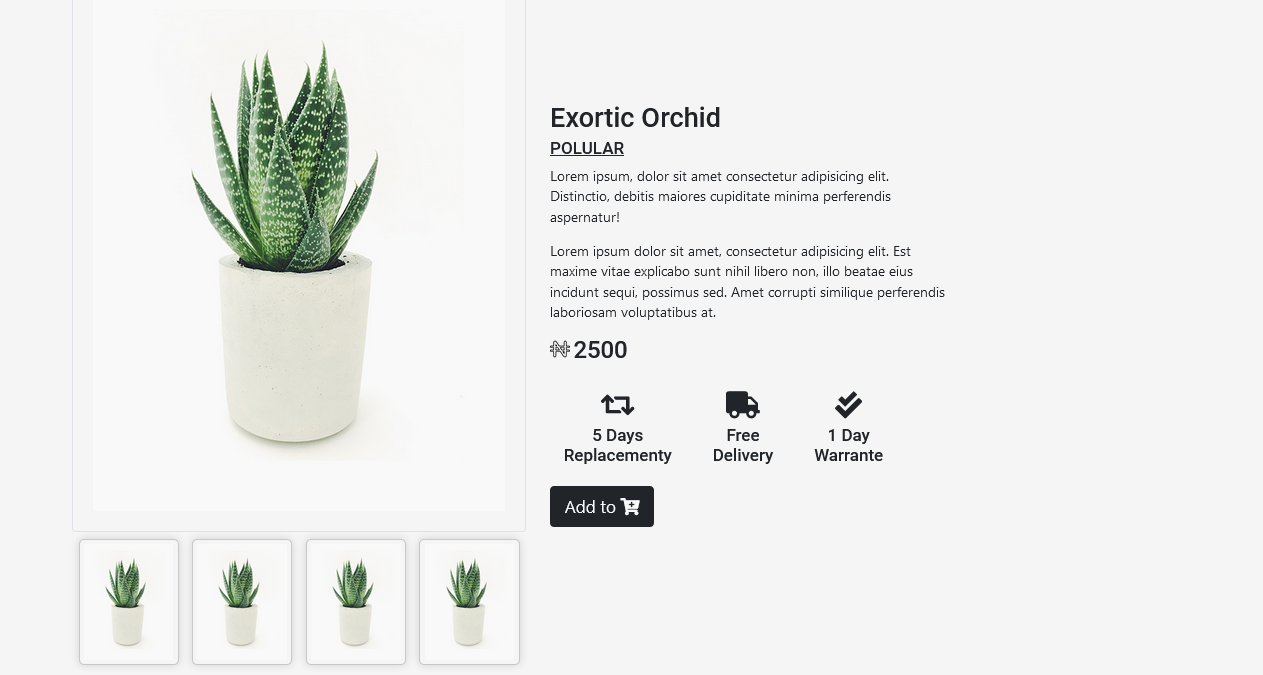 Exortic Orchid
POLULAR
Lorem ipsum, dolor sit amet consectetur adipisicing elit.
Distinctio, debitis maiores cupiditate minima perferendis
aspernatur!
Lorem ipsum dolor sit amet, consectetur adipisicing elit. Est
maxime vitae explicabo sunt nihil libero non, illo beatae eius
incidunt sequi, possimus sed. Amet corrupti similique perferendis
laboriosam voluptatibus at.
₦ 2500
5 Days
Replacementy
Free
Delivery
1 Day
Warrante
Add to